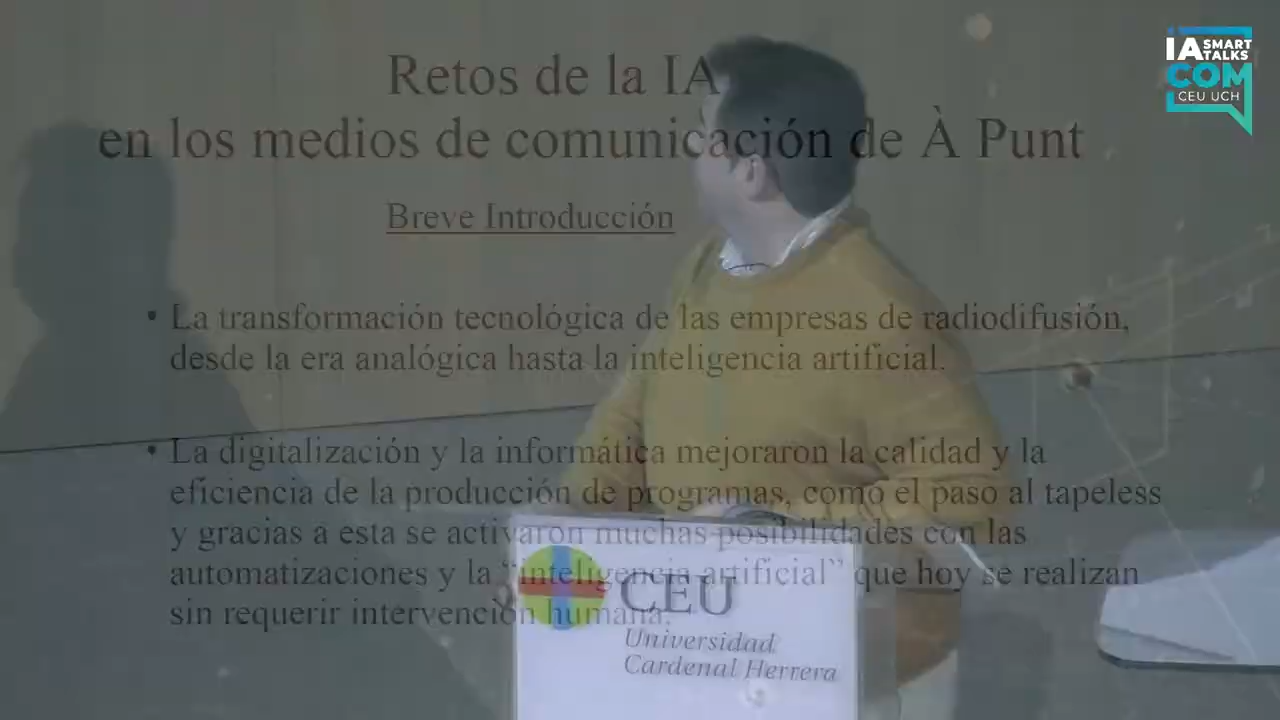 IA SMART
TALKS
COM
CEU UCH
Retos de la IA
en los medios de comunicación de À Punt
Breve Introducción
• La transformación tecnológica de las empresas de radiodifusión,
desde la era analógica hasta la inteligencia artificial.
• La digitalización y la informática mejoraron la calidad y la
eficiencia de la producción de programas, como el paso al tapeless
y gracias a esta se activaron muchas posibilidades con las
automatizaciones y la “inteligencia artificial” que hoy se realizan
sin requerir intervención humana.
CEU
Universidad
Cardenal Herrera